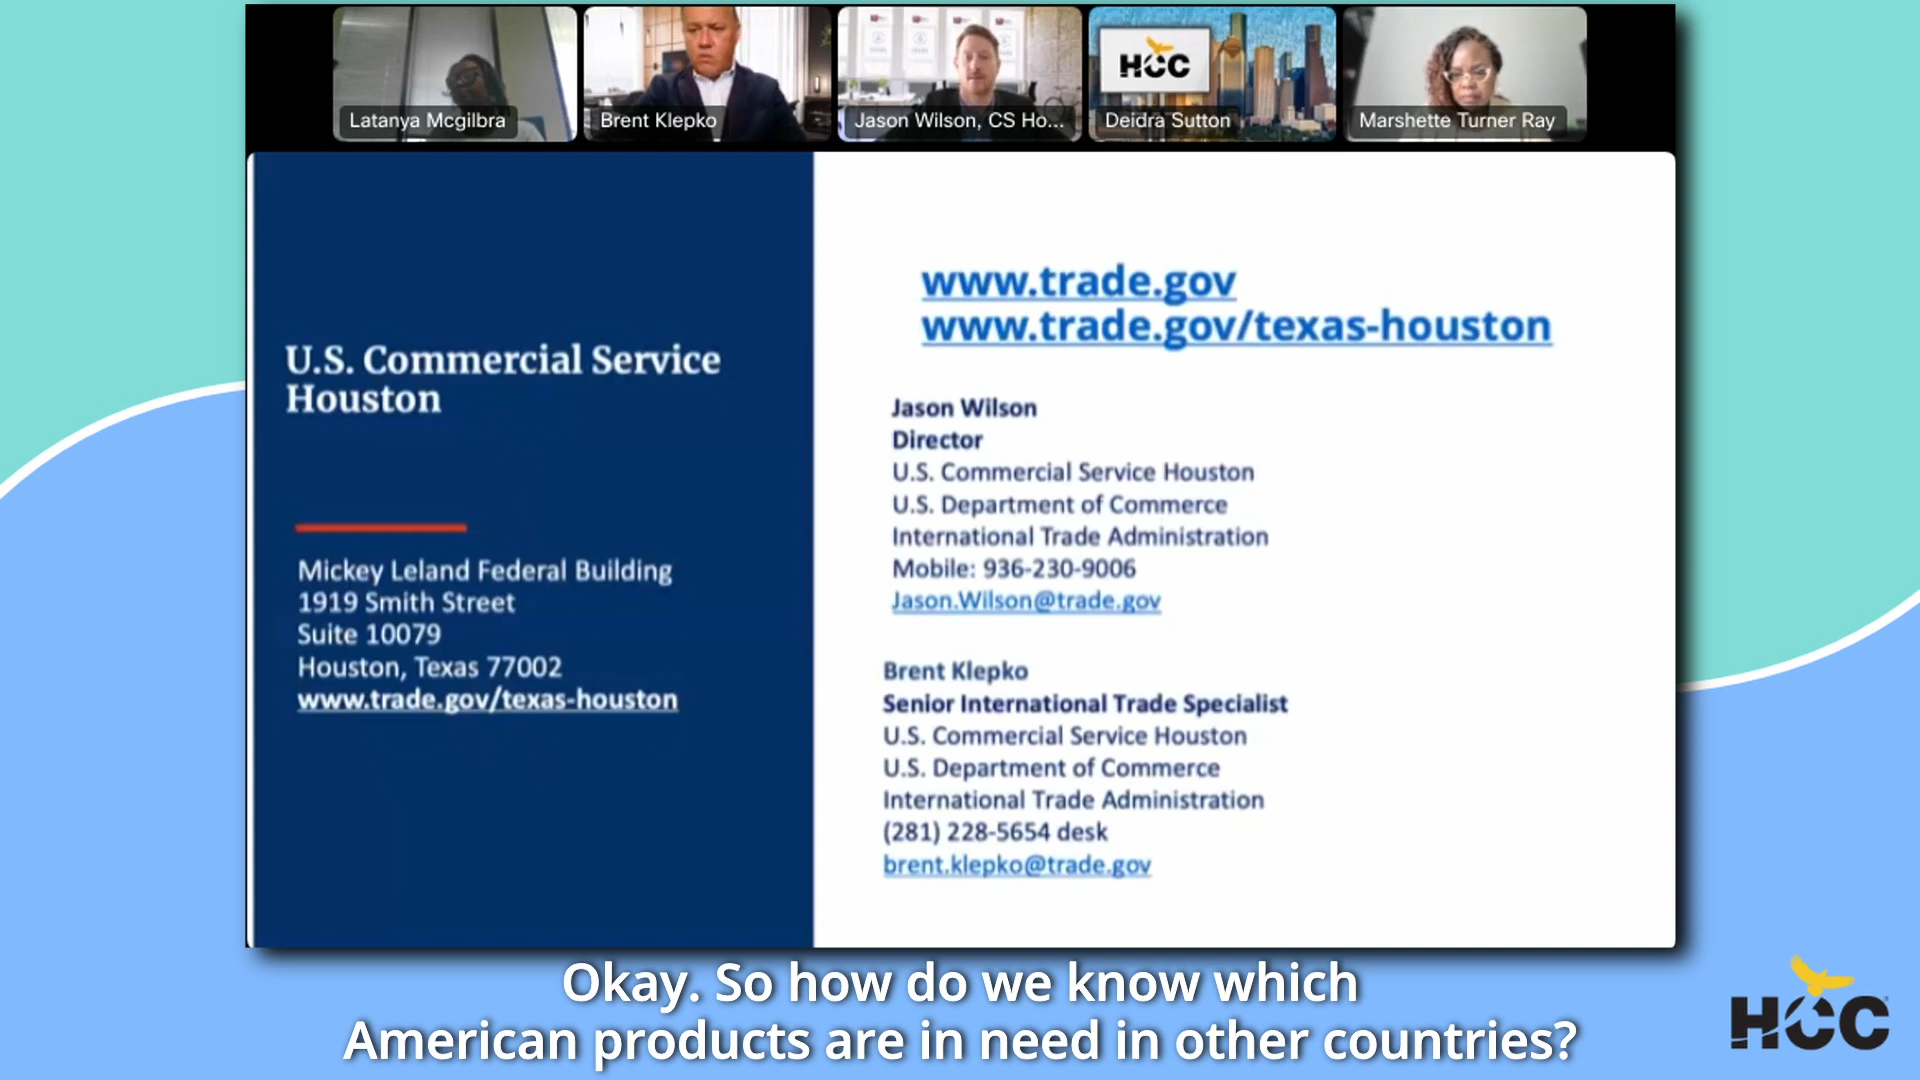 Latanya Mcgilbra
Brent Klepko
Jason Wilson, CS Ho...
HCC
Deidra Sutton
Marshette Turner Ray
U.S. Commercial Service
Houston
Mickey Leland Federal Building
1919 Smith Street
Suite 10079
Houston, Texas 77002
www.trade.gov/texas-houston
www.trade.gov
www.trade.gov/texas-houston
Jason Wilson
Director
U.S. Commercial Service Houston
U.S. Department of Commerce
International Trade Administration
Mobile: 936-230-9006
Jason.Wilson@trade.gov
Brent Klepko
Senior International Trade Specialist
U.S. Commercial Service Houston
U.S. Department of Commerce
International Trade Administration
(281) 228-5654 desk
brent.klepko@trade.gov
Okay. So how do we know which
American products are in need in other countries?
HCC